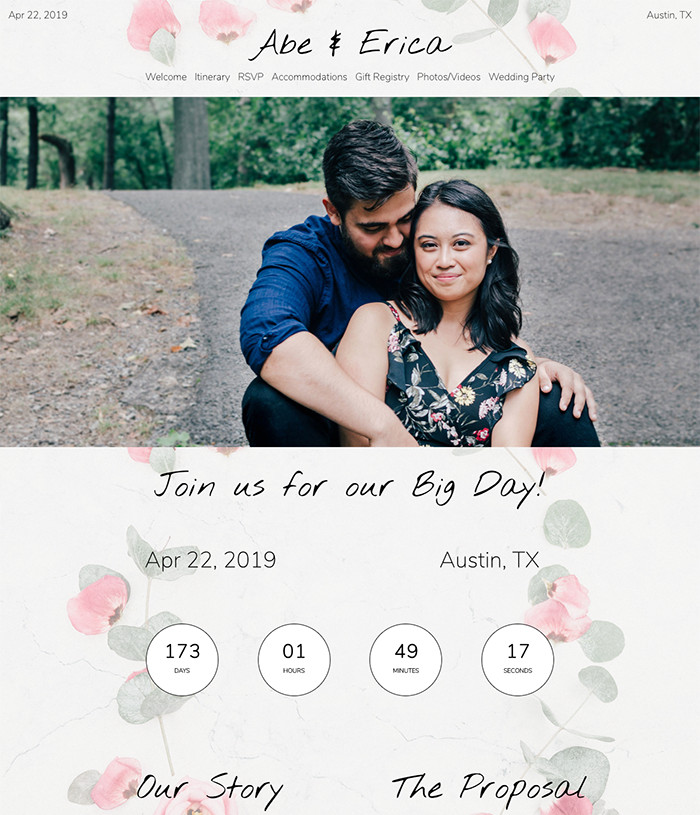 Apr 22, 2019
Austin, TX
Abe & Erica
Welcome Itinerary RSVP Accommodations Gift Registry Photos/Videos Wedding Party
Join us for our Big Day!
Apr 22, 2019 Austin, TX
173 01 49 17
DAYS HOURS MINUTES SECONDS
Our Story The Proposal